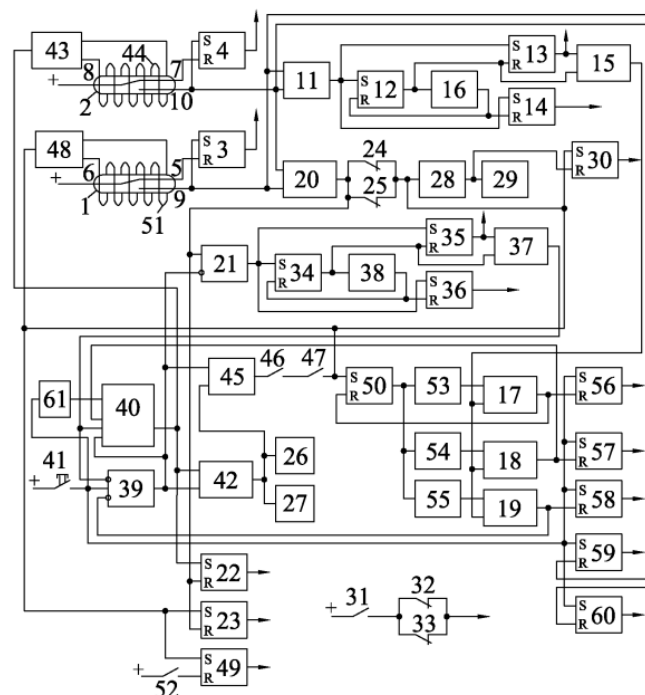 43 8 44 7 S R 4 S R 13 15
+ 2 10 11 S R 12 16 S R 14
48 6 5 S R 3 24 S R 30
+ 1 9 51 20 25 28 29
21 S R 34 38 S R 35 37
S R 36
46 47
45 S R 50 53 17 S R 56
61 40
41 26 54 18 S R 57
+ 39 42 27 55 19 S R 58
S R 22 S R 59
+ 31 32
S R 23 33 S R 60
+ 52 S R 49